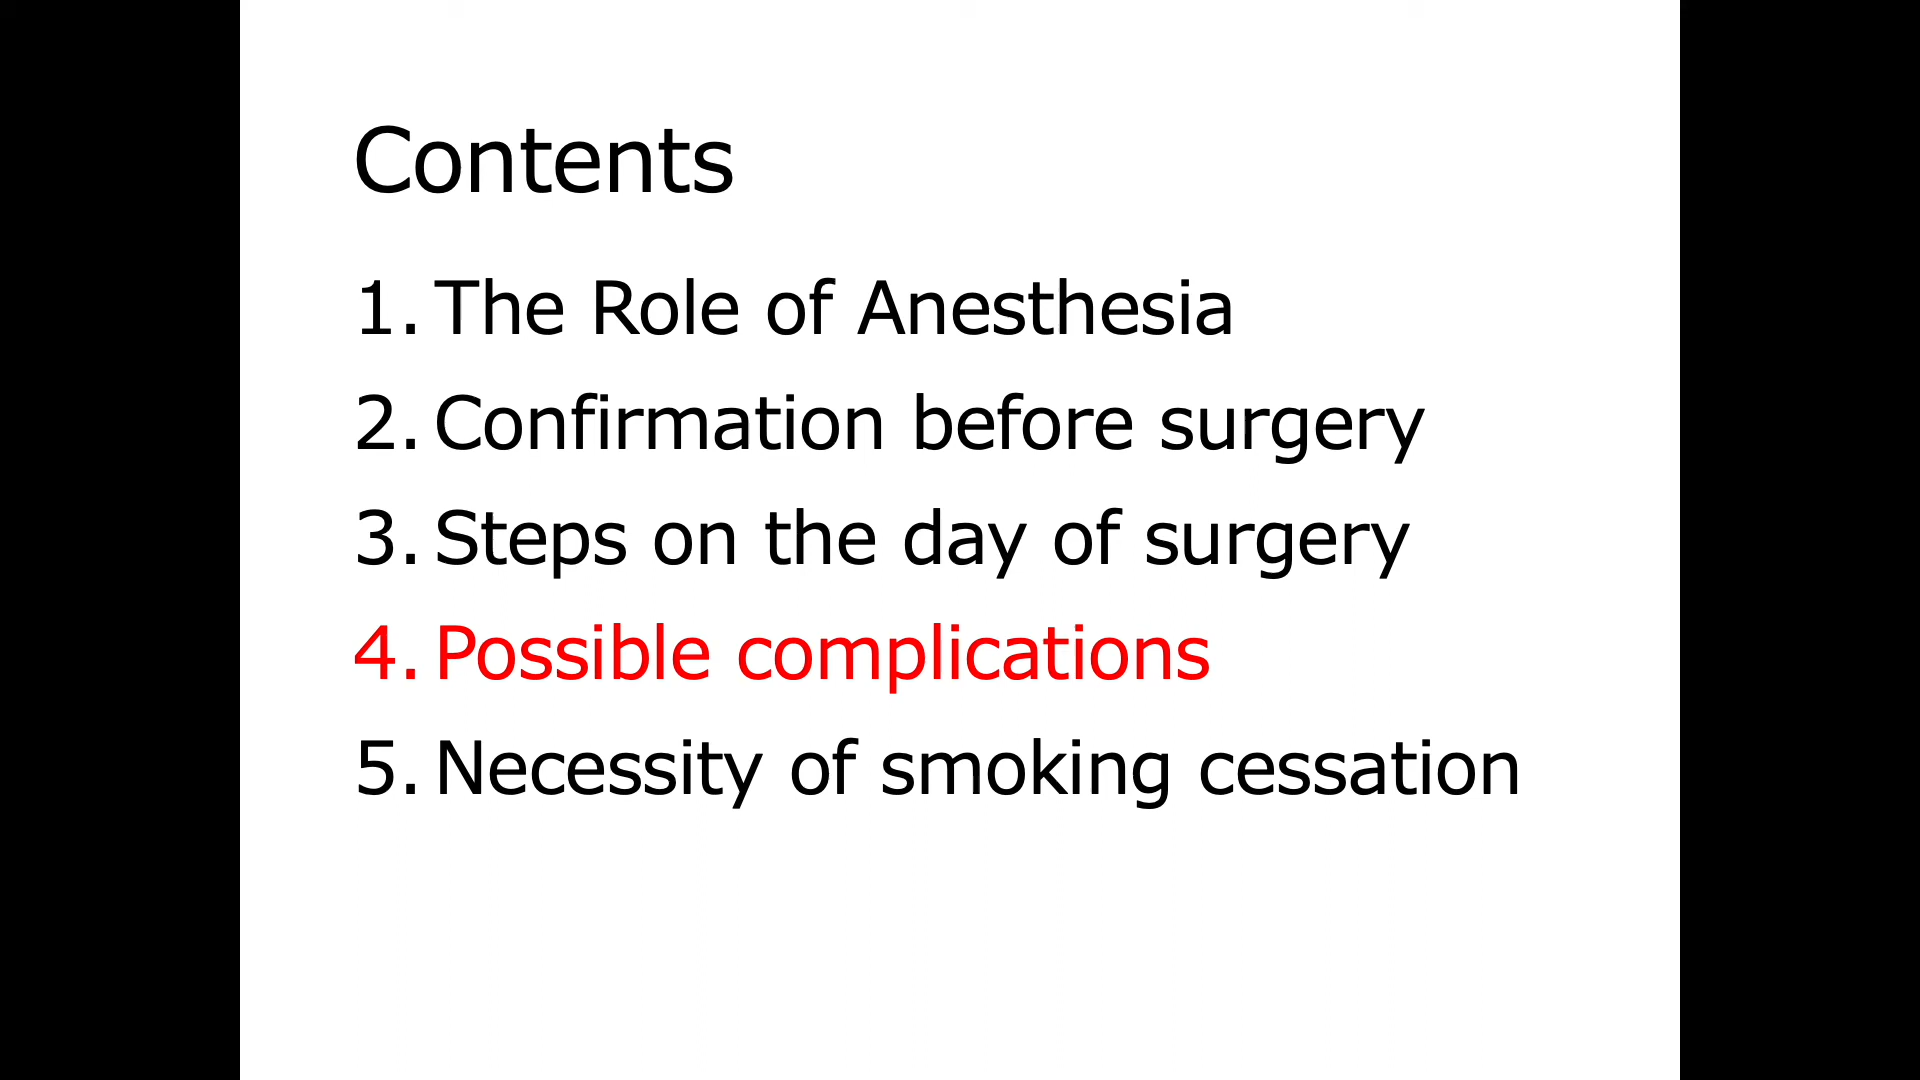 Contents
1. The Role of Anesthesia
2. Confirmation before surgery
3. Steps on the day of surgery
4. Possible complications
5. Necessity of smoking cessation